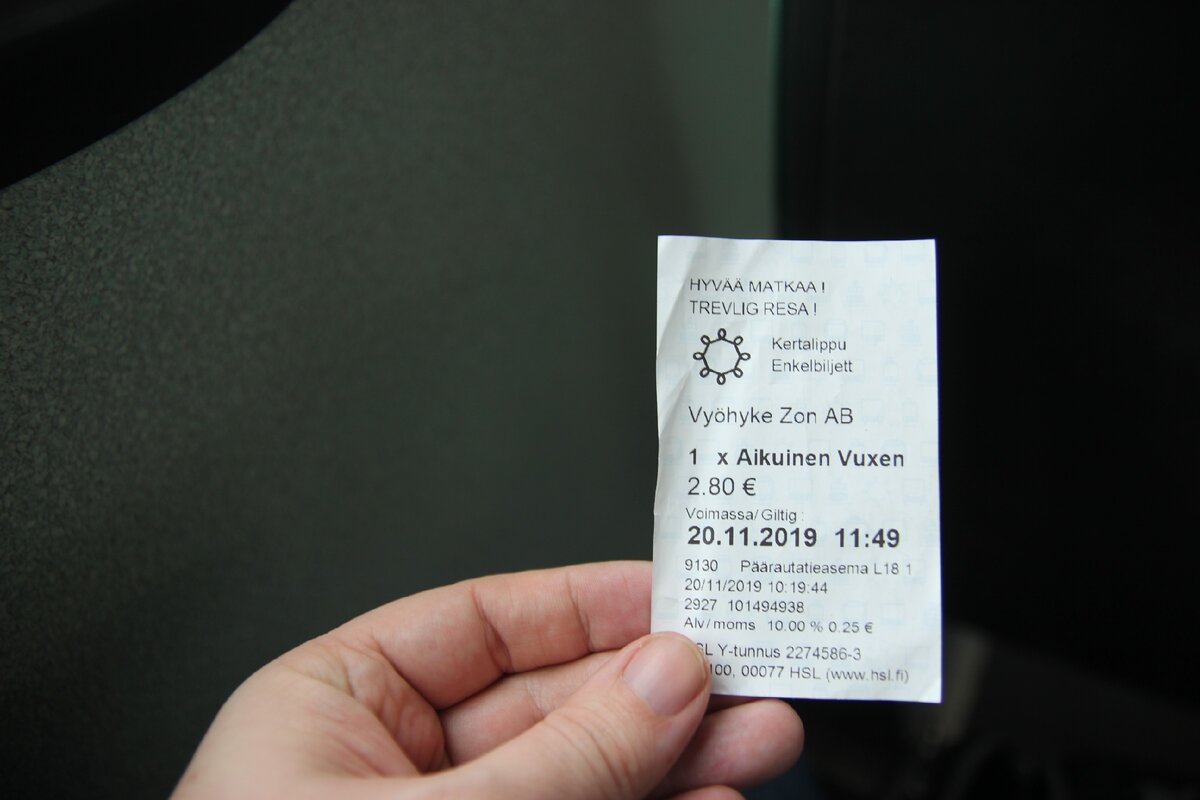 HYVÄÄ MATKAA !
TREVLIG RESA !
Kertalippu
Enkelbiljett
Vyöhyke Zon AB
1 x Aikuinen Vuxen
2.80 €
Voimassa/Giltig :
20.11.2019 11:49
9130 Päärautatieasema L18 1
20/11/2019 10:19:44
2927 101494938
Alv/moms 10.00 % 0.25 €
SL Y-tunnus 2274586-3
100, 00077 HSL (www.hsl.fi)